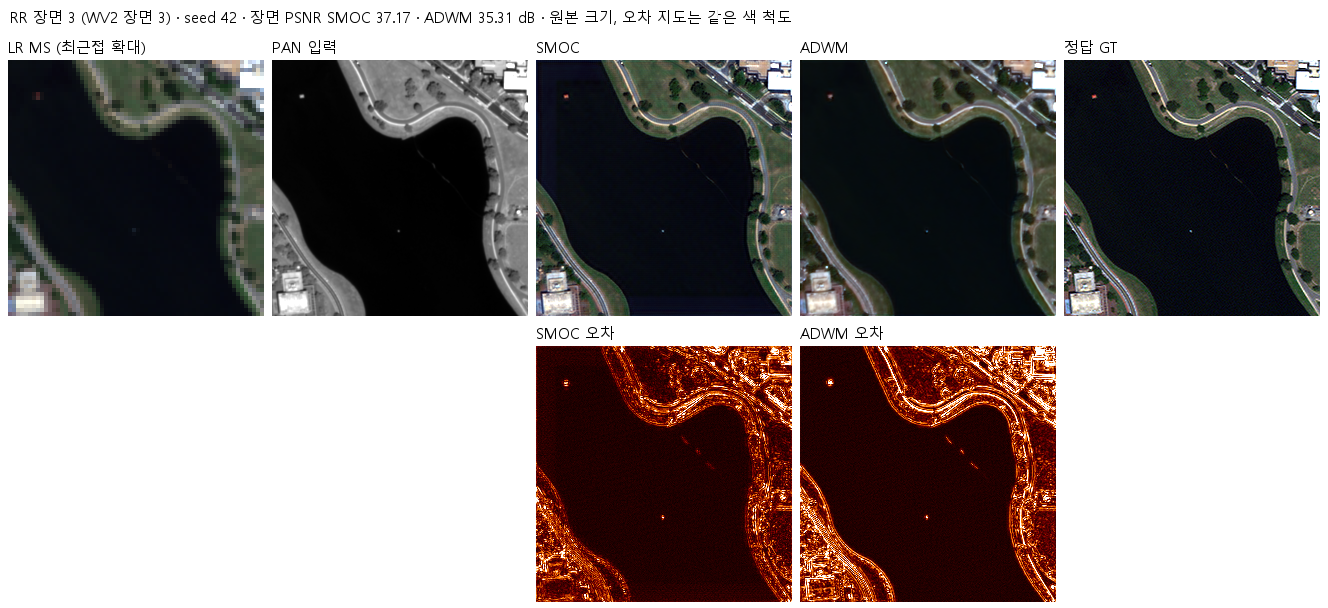 RR 장면 3 (WV2 장면 3) · seed 42 · 장면 PSNR SMOC 37.17 · ADWM 35.31 dB · 원본 크기, 오차 지도는 같은 색 척도
LR MS (최근접 확대)
PAN 입력
SMOC
ADWM
정답 GT
SMOC 오차
ADWM 오차